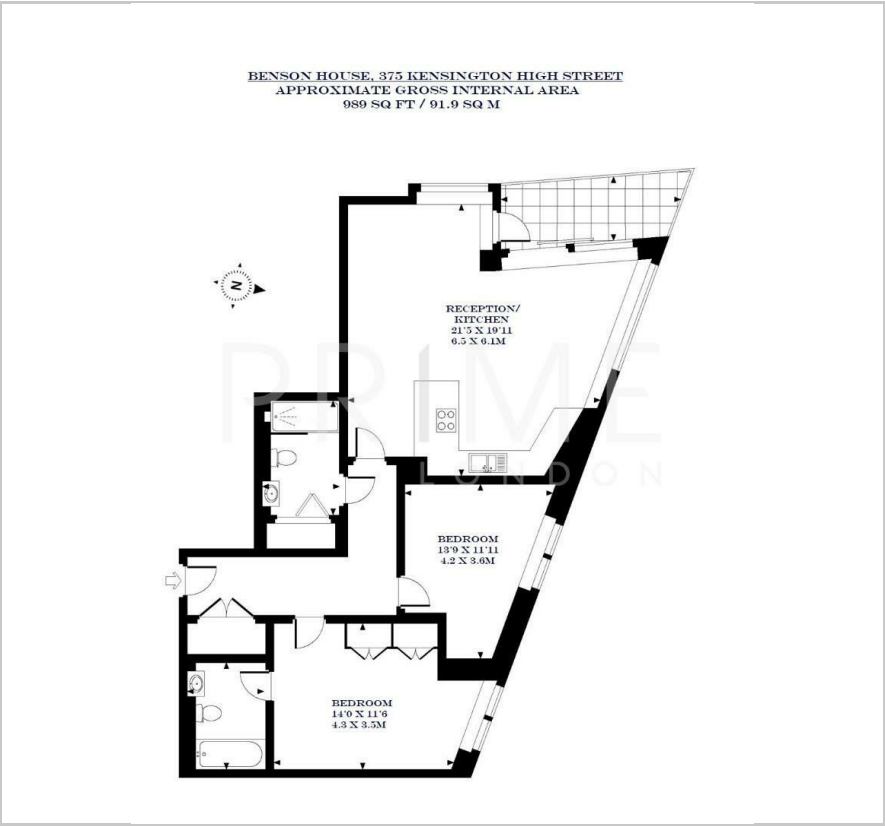 BENSON HOUSE, 375 KENSINGTON HIGH STREET
APPROXIMATE GROSS INTERNAL AREA
989 SQ FT / 91.9 SQ M
N
RECEPTION/
KITCHEN
21'5 X 19'11
6.5 X 6.1M
PRIME
LONDON
BEDROOM
13'9 X 11'11
4.2 X 3.6M
BEDROOM
14'0 X 11'6
4.3 X 3.5M